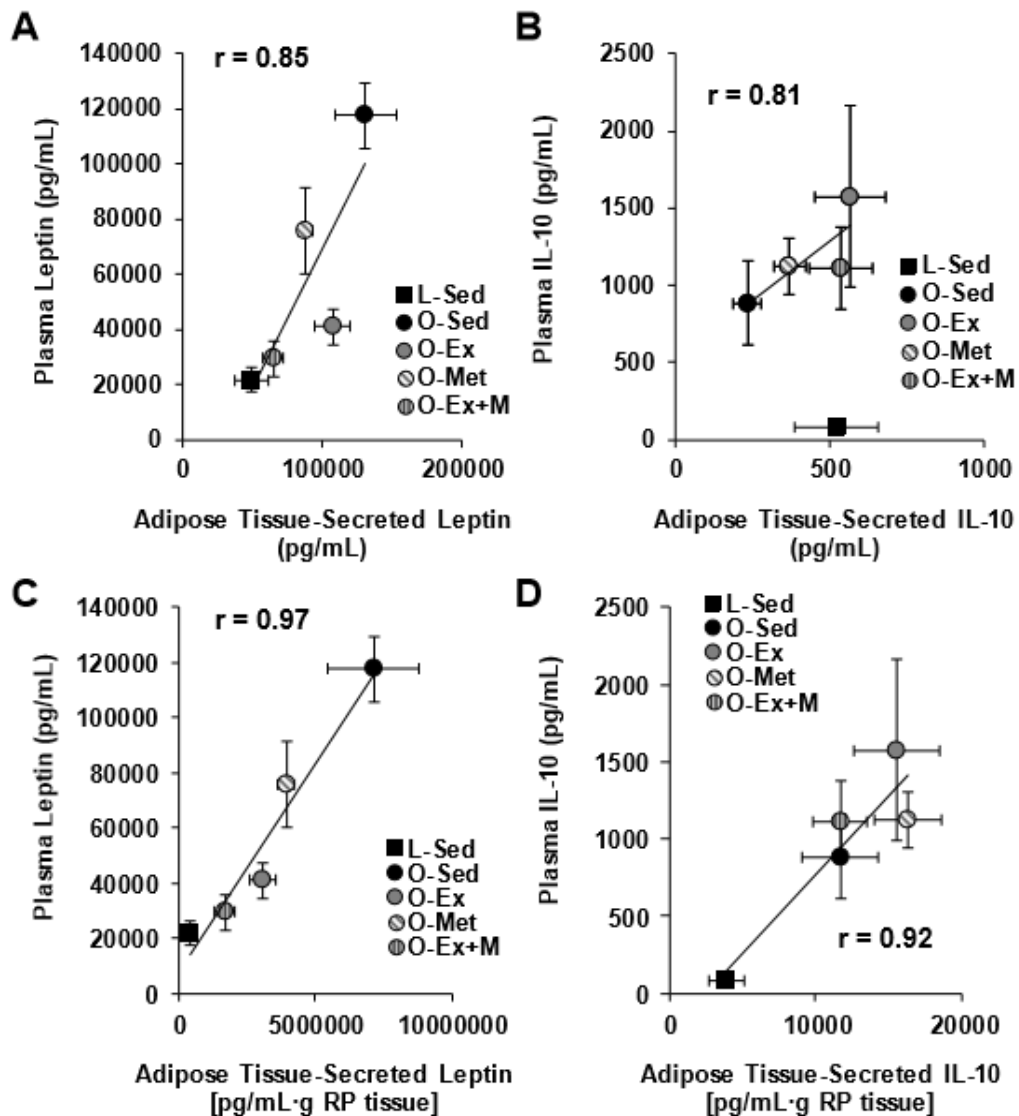 A
r = 0.85
140000
120000
100000
80000
60000
40000
20000
0
Plasma Leptin (pg/mL)
L-Sed
O-Sed
O-Ex
O-Met
O-Ex+M
0 100000 200000
Adipose Tissue-Secreted Leptin
(pg/mL)
B
r = 0.81
2500
2000
1500
1000
500
0
Plasma IL-10 (pg/mL)
L-Sed
O-Sed
O-Ex
O-Met
O-Ex+M
0 500 1000
Adipose Tissue-Secreted IL-10
(pg/mL)
C
r = 0.97
140000
120000
100000
80000
60000
40000
20000
0
Plasma Leptin (pg/mL)
L-Sed
O-Sed
O-Ex
O-Met
O-Ex+M
0 5000000 10000000
Adipose Tissue-Secreted Leptin
[pg/mL·g RP tissue]
D
L-Sed
O-Sed
O-Ex
O-Met
O-Ex+M
2500
2000
1500
1000
500
0
Plasma IL-10 (pg/mL)
r = 0.92
0 10000 20000
Adipose Tissue-Secreted IL-10
[pg/mL·g RP tissue]